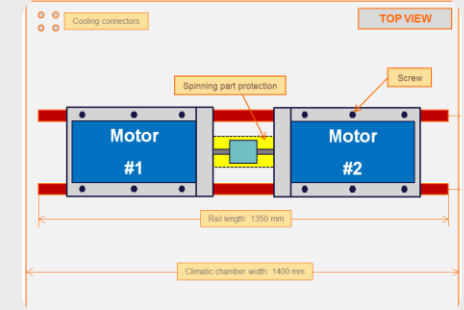 Cooling connectors
TOP VIEW
Screw
Spinning part protection
Motor
#1
Motor
#2
Rail length: 1350 mm
Climatic chamber width: 1400 mm